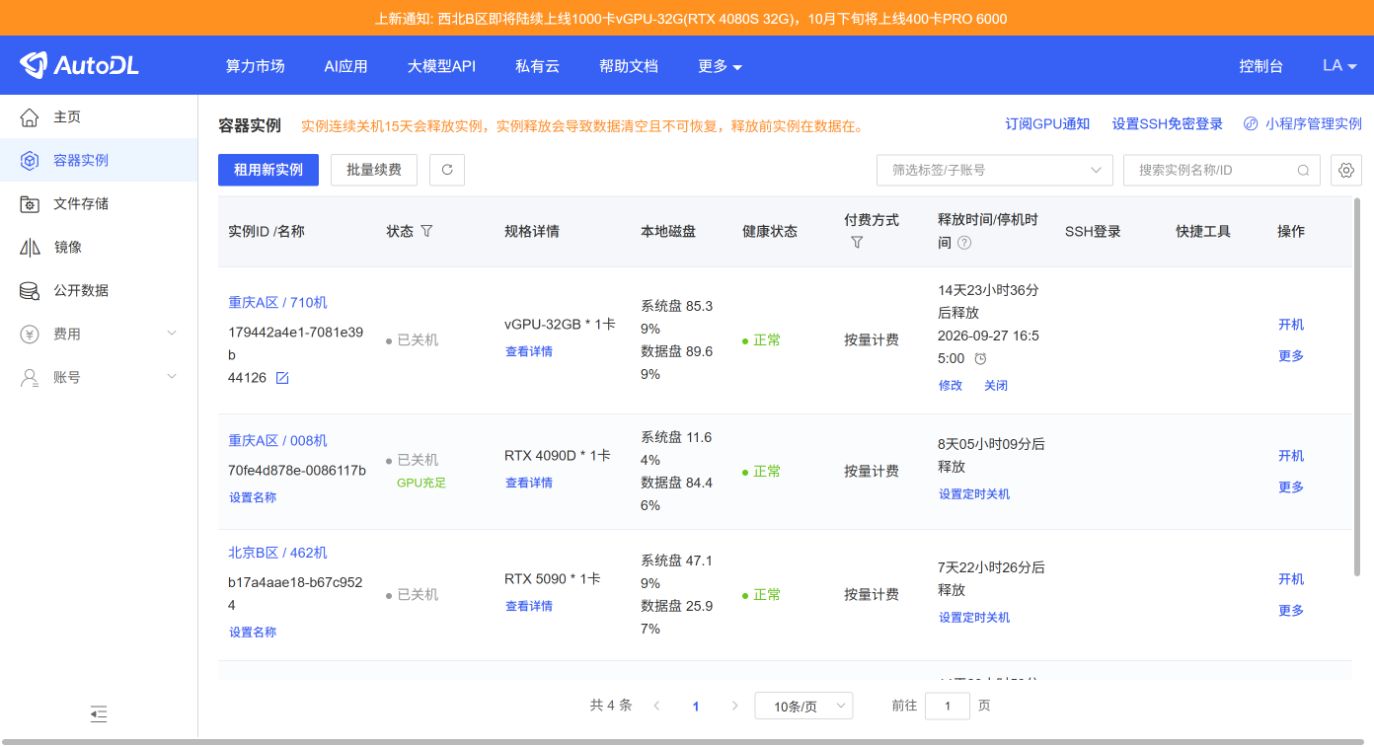 上新通知: 西北B区即将陆续上线1000卡vGPU-32G(RTX 4080S 32G)，10月下旬将上线400卡PRO 6000
AutoDL
算力市场
AI应用
大模型API
私有云
帮助文档
更多
控制台
LA
主页
容器实例
文件存储
镜像
公开数据
费用
账号
容器实例
实例连续关机15天会释放实例，实例释放会导致数据清空且不可恢复，释放前实例在数据在。
订阅GPU通知
设置SSH免密登录
小程序管理实例
租用新实例
批量续费
筛选标签/子账号
搜索实例名称/ID
实例ID /名称
状态
规格详情
本地磁盘
健康状态
付费方式
释放时间/停机时
间
SSH登录
快捷工具
操作
重庆A区 / 710机
179442a4e1-7081e39
b
44126
已关机
vGPU-32GB * 1卡
查看详情
系统盘 85.3
9%
数据盘 89.6
9%
正常
按量计费
14天23小时36分
后释放
2026-09-27 16:5
5:00
修改
关闭
开机
更多
重庆A区 / 008机
70fe4d878e-0086117b
设置名称
已关机
GPU充足
RTX 4090D * 1卡
查看详情
系统盘 11.6
4%
数据盘 84.4
6%
正常
按量计费
8天05小时09分后
释放
设置定时关机
开机
更多
北京B区 / 462机
b17a4aae18-b67c952
4
设置名称
已关机
RTX 5090 * 1卡
查看详情
系统盘 47.1
9%
数据盘 25.9
7%
正常
按量计费
7天22小时26分后
释放
设置定时关机
开机
更多
共 4 条
1
10条/页
前往
1
页